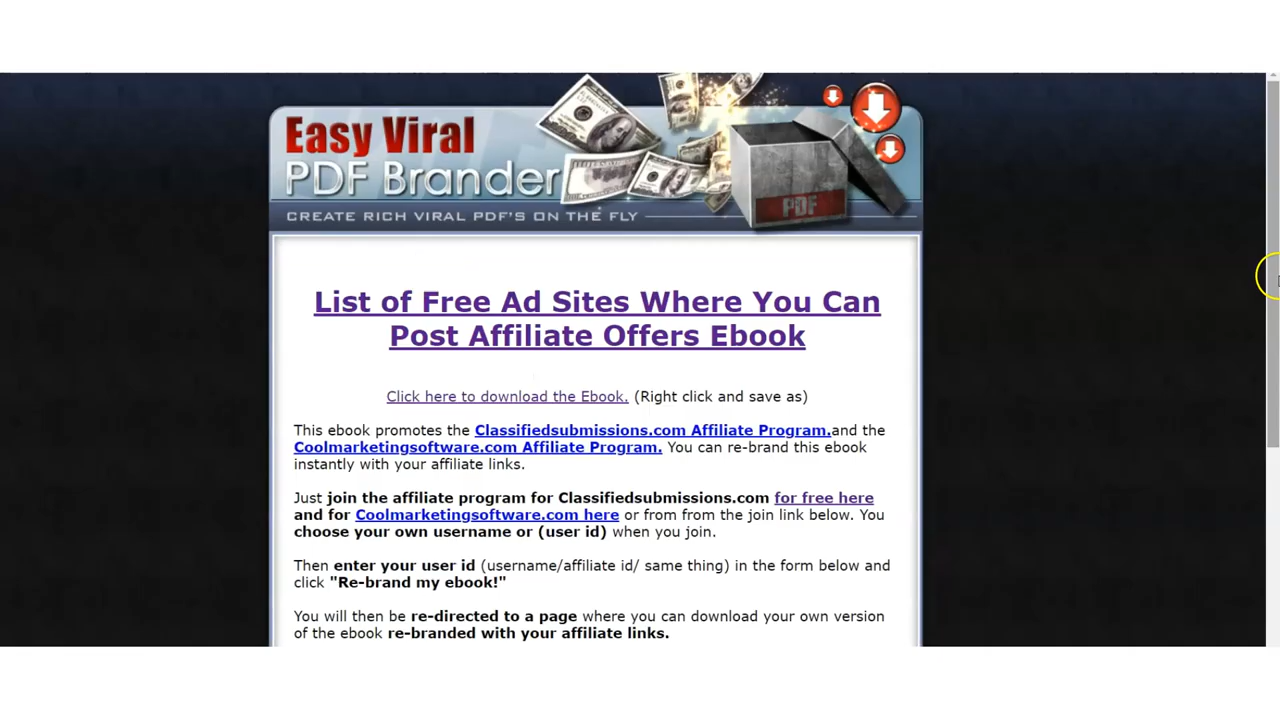 Easy Viral
PDF Brander
CREATE RICH VIRAL PDF'S ON THE FLY
PDF
List of Free Ad Sites Where You Can
Post Affiliate Offers Ebook
Click here to download the Ebook. (Right click and save as)
This ebook promotes the Classifiedsubmissions.com Affiliate Program.and the
Coolmarketingsoftware.com Affiliate Program. You can re-brand this ebook
instantly with your affiliate links.
Just join the affiliate program for Classifiedsubmissions.com for free here
and for Coolmarketingsoftware.com here or from from the join link below. You
choose your own username or (user id) when you join.
Then enter your user id (username/affiliate id/ same thing) in the form below and
click "Re-brand my ebook!"
You will then be re-directed to a page where you can download your own version
of the ebook re-branded with your affiliate links.